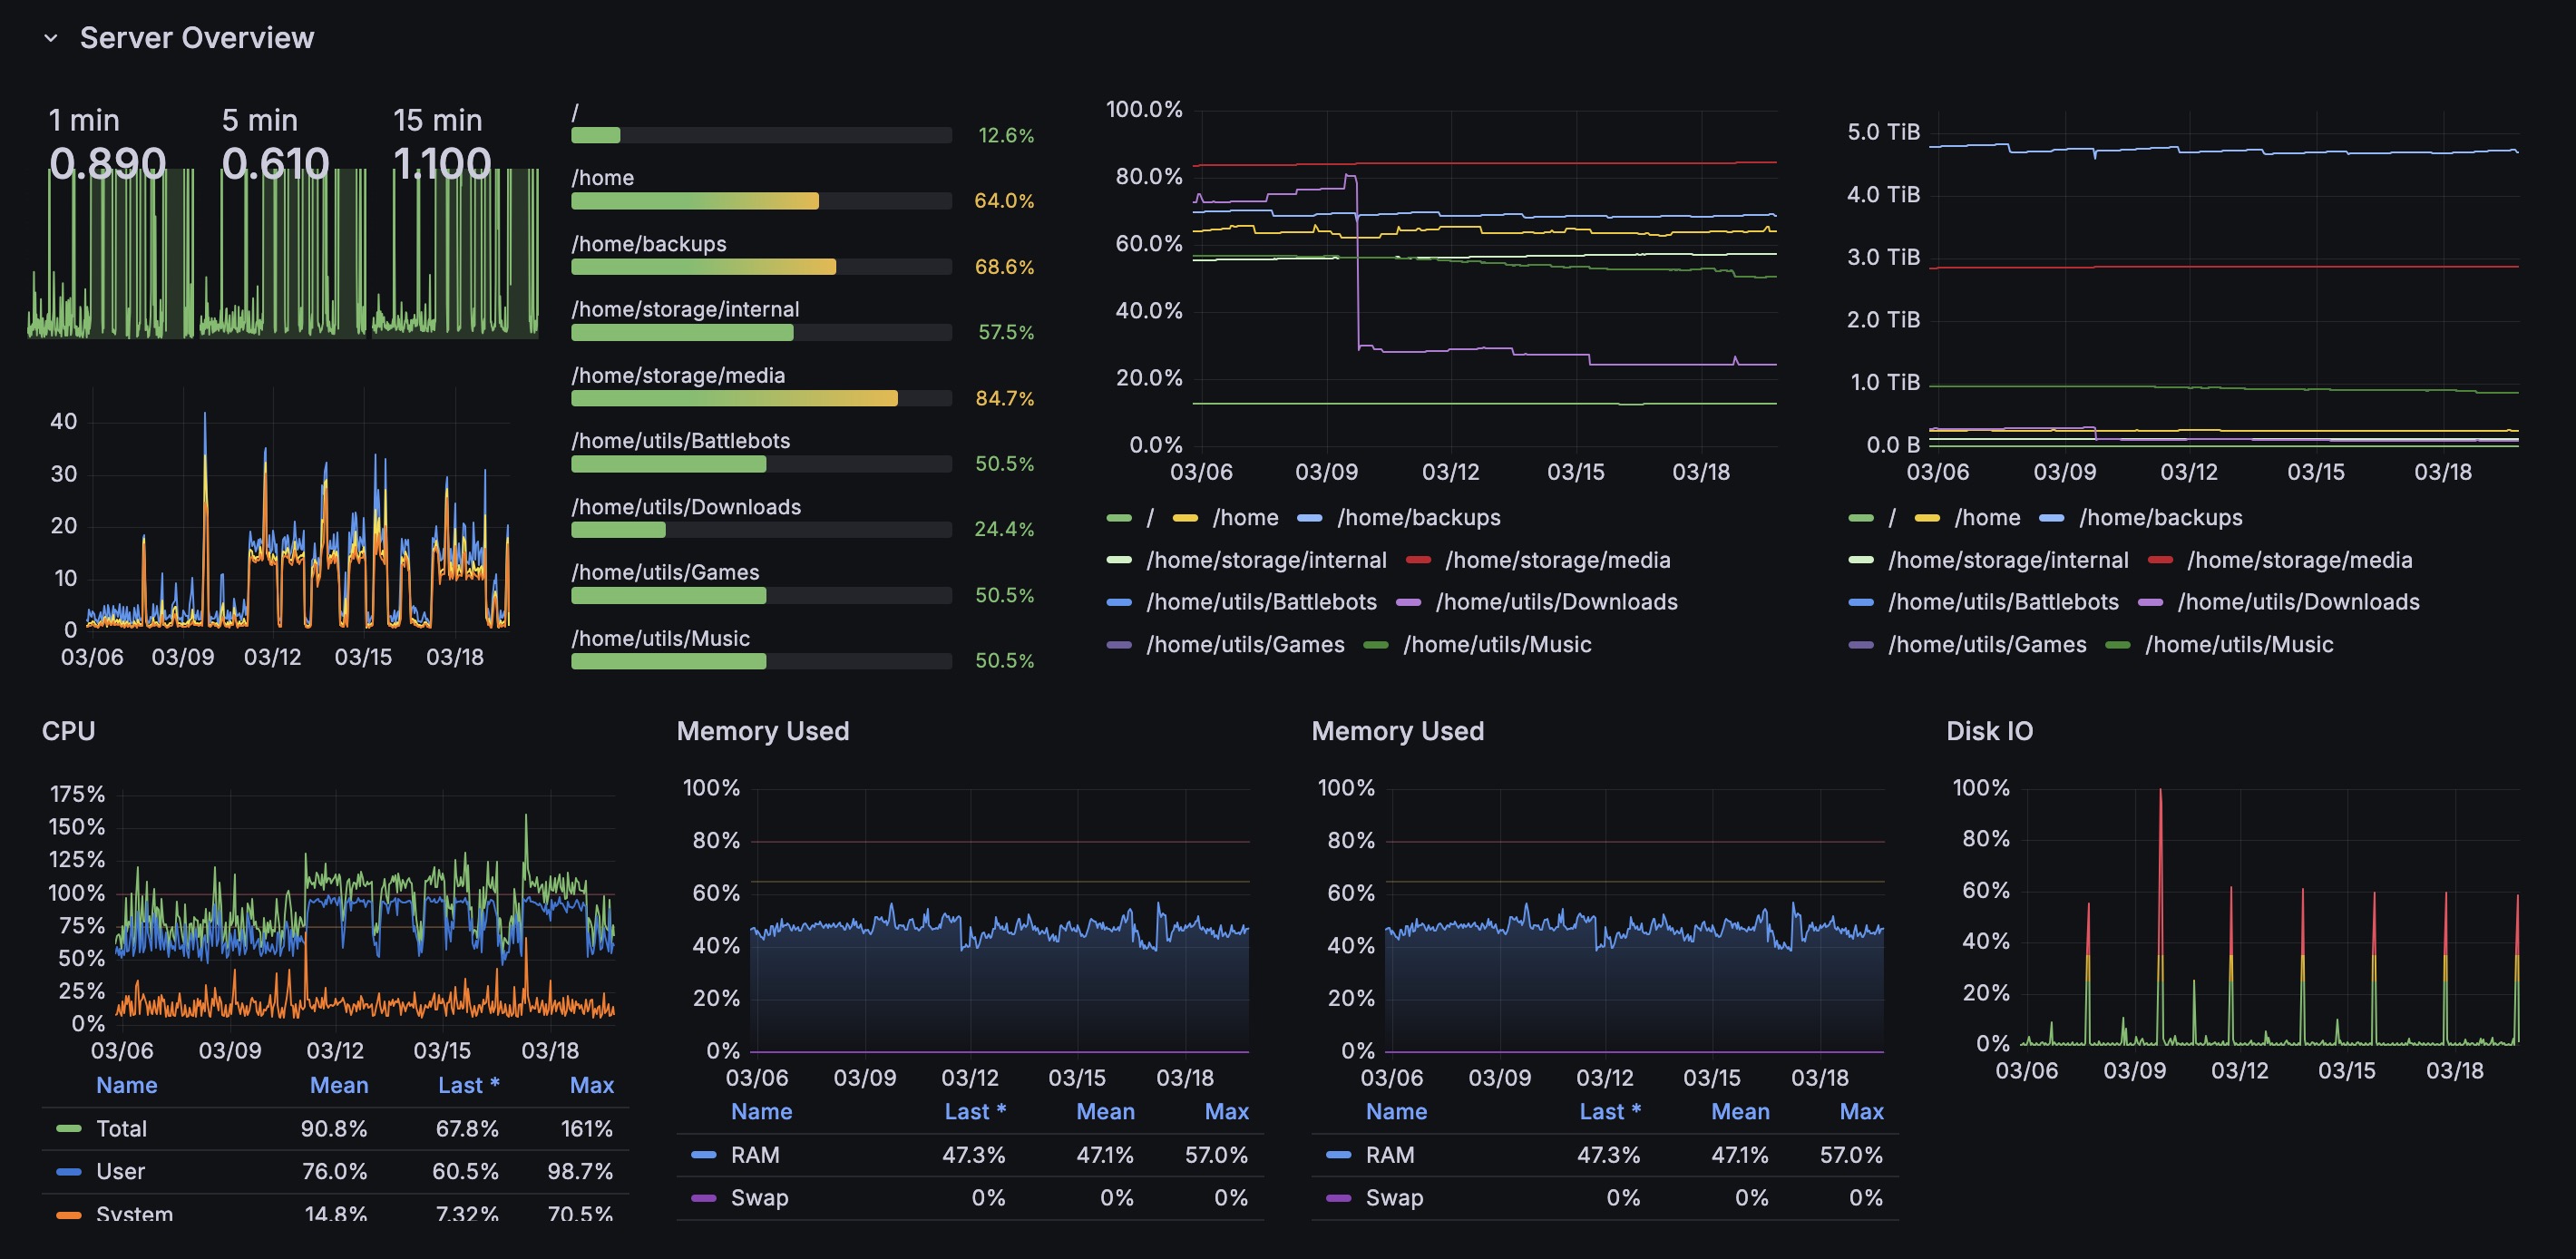 Server Overview
1 min 5 min 15 min
0.890 0.610 1.100
40
30
20
10
0
03/06 03/09 03/12 03/15 03/18
/
12.6%
/home
64.0%
/home/backups
68.6%
/home/storage/internal
57.5%
/home/storage/media
84.7%
/home/utils/Battlebots
50.5%
/home/utils/Downloads
24.4%
/home/utils/Games
50.5%
/home/utils/Music
50.5%
100.0%
80.0%
60.0%
40.0%
20.0%
0.0%
03/06 03/09 03/12 03/15 03/18
/ /home /home/backups
/home/storage/internal /home/storage/media
/home/utils/Battlebots /home/utils/Downloads
/home/utils/Games /home/utils/Music
5.0 TiB
4.0 TiB
3.0 TiB
2.0 TiB
1.0 TiB
0.0 B
03/06 03/09 03/12 03/15 03/18
/ /home /home/backups
/home/storage/internal /home/storage/media
/home/utils/Battlebots /home/utils/Downloads
/home/utils/Games /home/utils/Music
CPU
175%
150%
125%
100%
75%
50%
25%
0%
03/06 03/09 03/12 03/15 03/18
Name Mean Last * Max
Total 90.8% 67.8% 161%
User 76.0% 60.5% 98.7%
System 14.8% 7.32% 70.5%
Memory Used
100%
80%
60%
40%
20%
0%
03/06 03/09 03/12 03/15 03/18
Name Last * Mean Max
RAM 47.3% 47.1% 57.0%
Swap 0% 0% 0%
Memory Used
100%
80%
60%
40%
20%
0%
03/06 03/09 03/12 03/15 03/18
Name Last * Mean Max
RAM 47.3% 47.1% 57.0%
Swap 0% 0% 0%
Disk IO
100%
80%
60%
40%
20%
0%
03/06 03/09 03/12 03/15 03/18